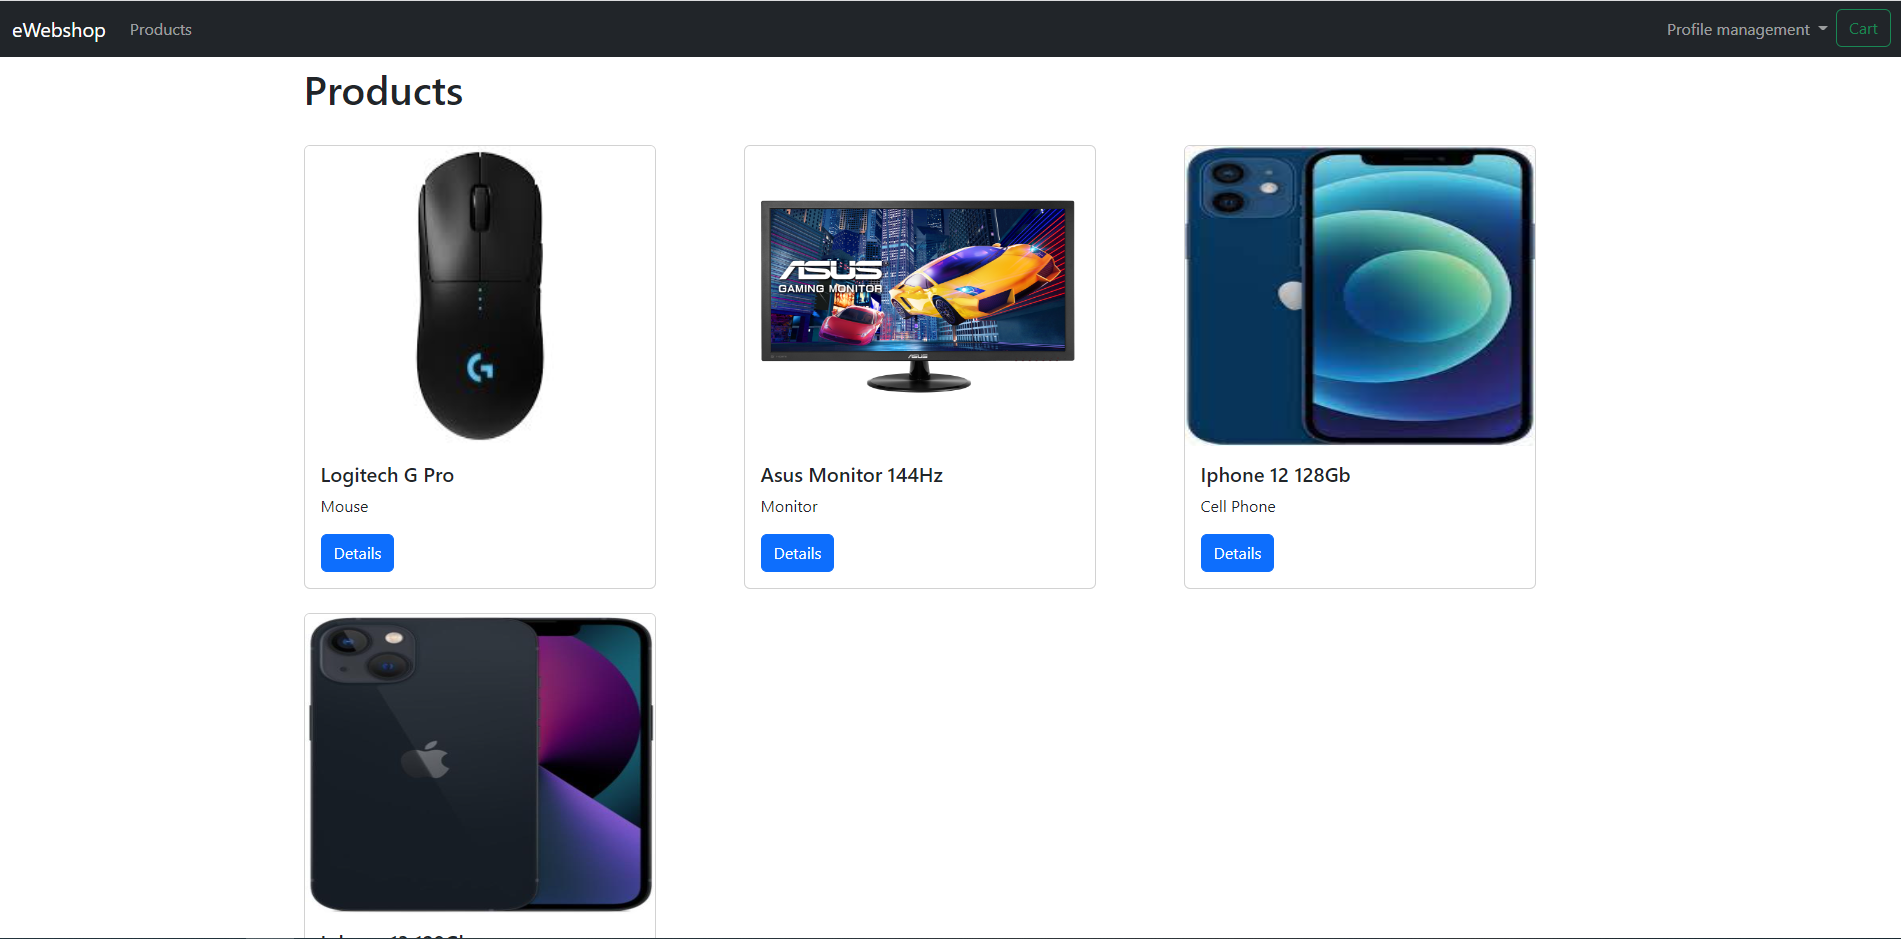 eWebshop Products Profile management Cart
Products
ASUS
GAMING MONITOR
ASUS
Logitech G Pro
Mouse
Details
Asus Monitor 144Hz
Monitor
Details
Iphone 12 128Gb
Cell Phone
Details